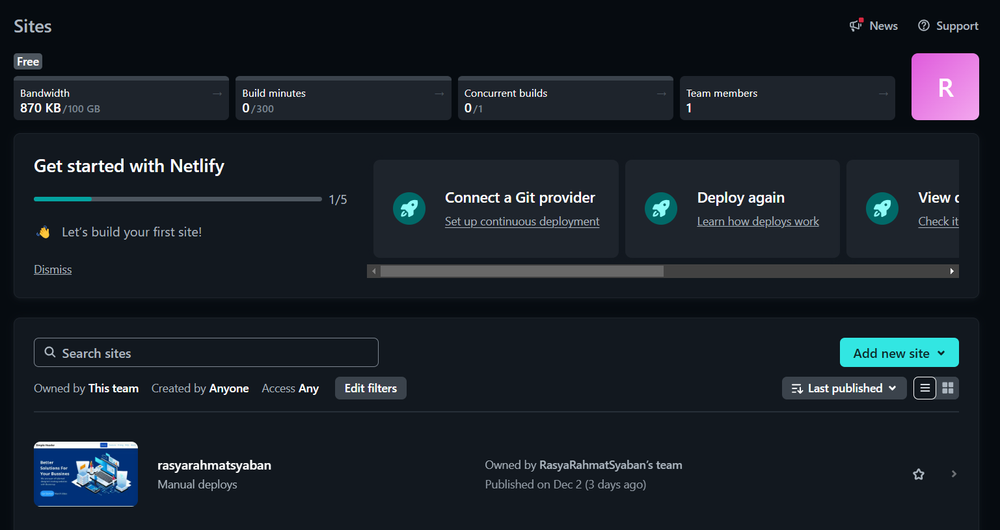 Sites
News
Support
Free
Bandwidth
870 KB/100 GB
Build minutes
0/300
Concurrent builds
0/1
Team members
1
R
Get started with Netlify
1/5
👋 Let's build your first site!
Dismiss
Connect a Git provider
Set up continuous deployment
Deploy again
Learn how deploys work
View
Check it
Search sites
Add new site
Owned by This team Created by Anyone Access Any Edit filters
Last published
Simple Header
Better
Solutions For
Your Bussines
rasyarahmatsyaban
Manual deploys
Owned by RasyaRahmatSyaban's team
Published on Dec 2 (3 days ago)